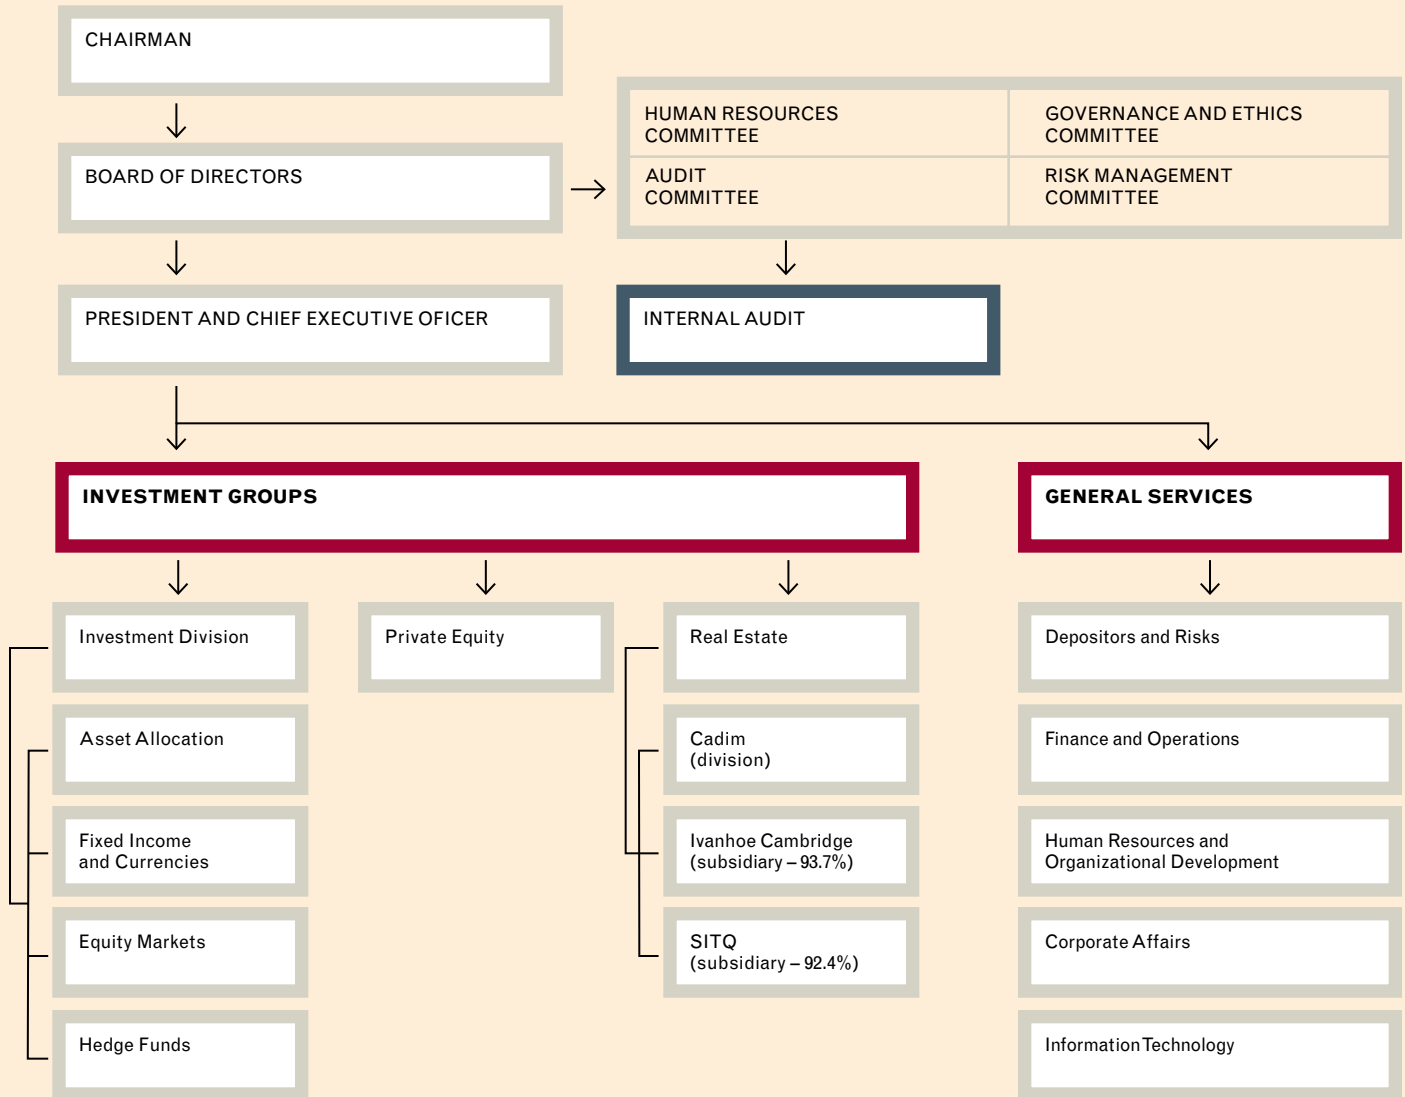 CHAIRMAN
HUMAN RESOURCES
COMMITTEE
GOVERNANCE AND ETHICS
COMMITTEE
BOARD OF DIRECTORS
AUDIT
COMMITTEE
RISK MANAGEMENT
COMMITTEE
PRESIDENT AND CHIEF EXECUTIVE OFICER
INTERNAL AUDIT
INVESTMENT GROUPS
GENERAL SERVICES
Investment Division
Private Equity
Real Estate
Depositors and Risks
Asset Allocation
Cadim
(division)
Finance and Operations
Fixed Income
and Currencies
Ivanhoe Cambridge
(subsidiary – 93.7%)
Human Resources and
Organizational Development
Equity Markets
SITQ
(subsidiary – 92.4%)
Corporate Affairs
Hedge Funds
Information Technology